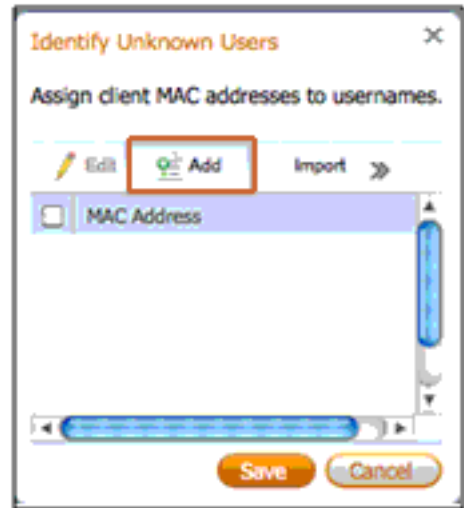 Identify Unknown Users
Assign client MAC addresses to usernames.
Edit Add Import
MAC Address
Save Cancel